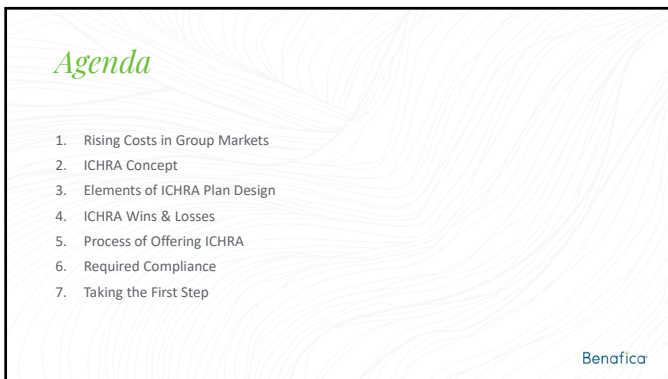 Agenda
1. Rising Costs in Group Markets
2. ICHRA Concept
3. Elements of ICHRA Plan Design
4. ICHRA Wins & Losses
5. Process of Offering ICHRA
6. Required Compliance
7. Taking the First Step
Benafica